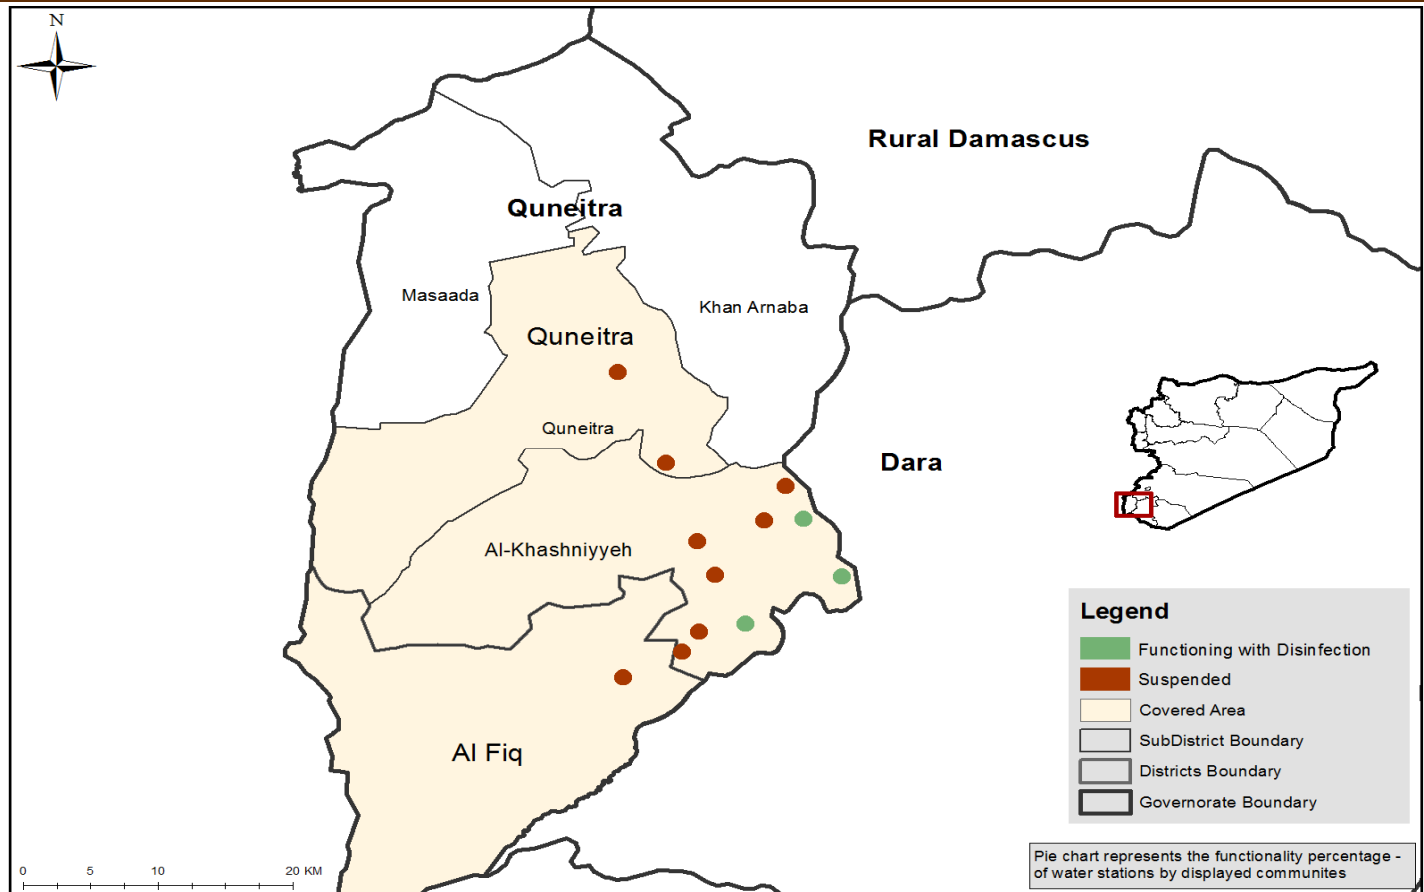 N
Rural Damascus
Quneitra
Masaada
Khan Arnaba
Quneitra
Quneitra
Dara
Al-Khashniyyeh
Al Fiq
Legend
Functioning with Disinfection
Suspended
Covered Area
SubDistrict Boundary
Districts Boundary
Governorate Boundary
0 5 10 20 KM
Pie chart represents the functionality percentage -
of water stations by displayed communites